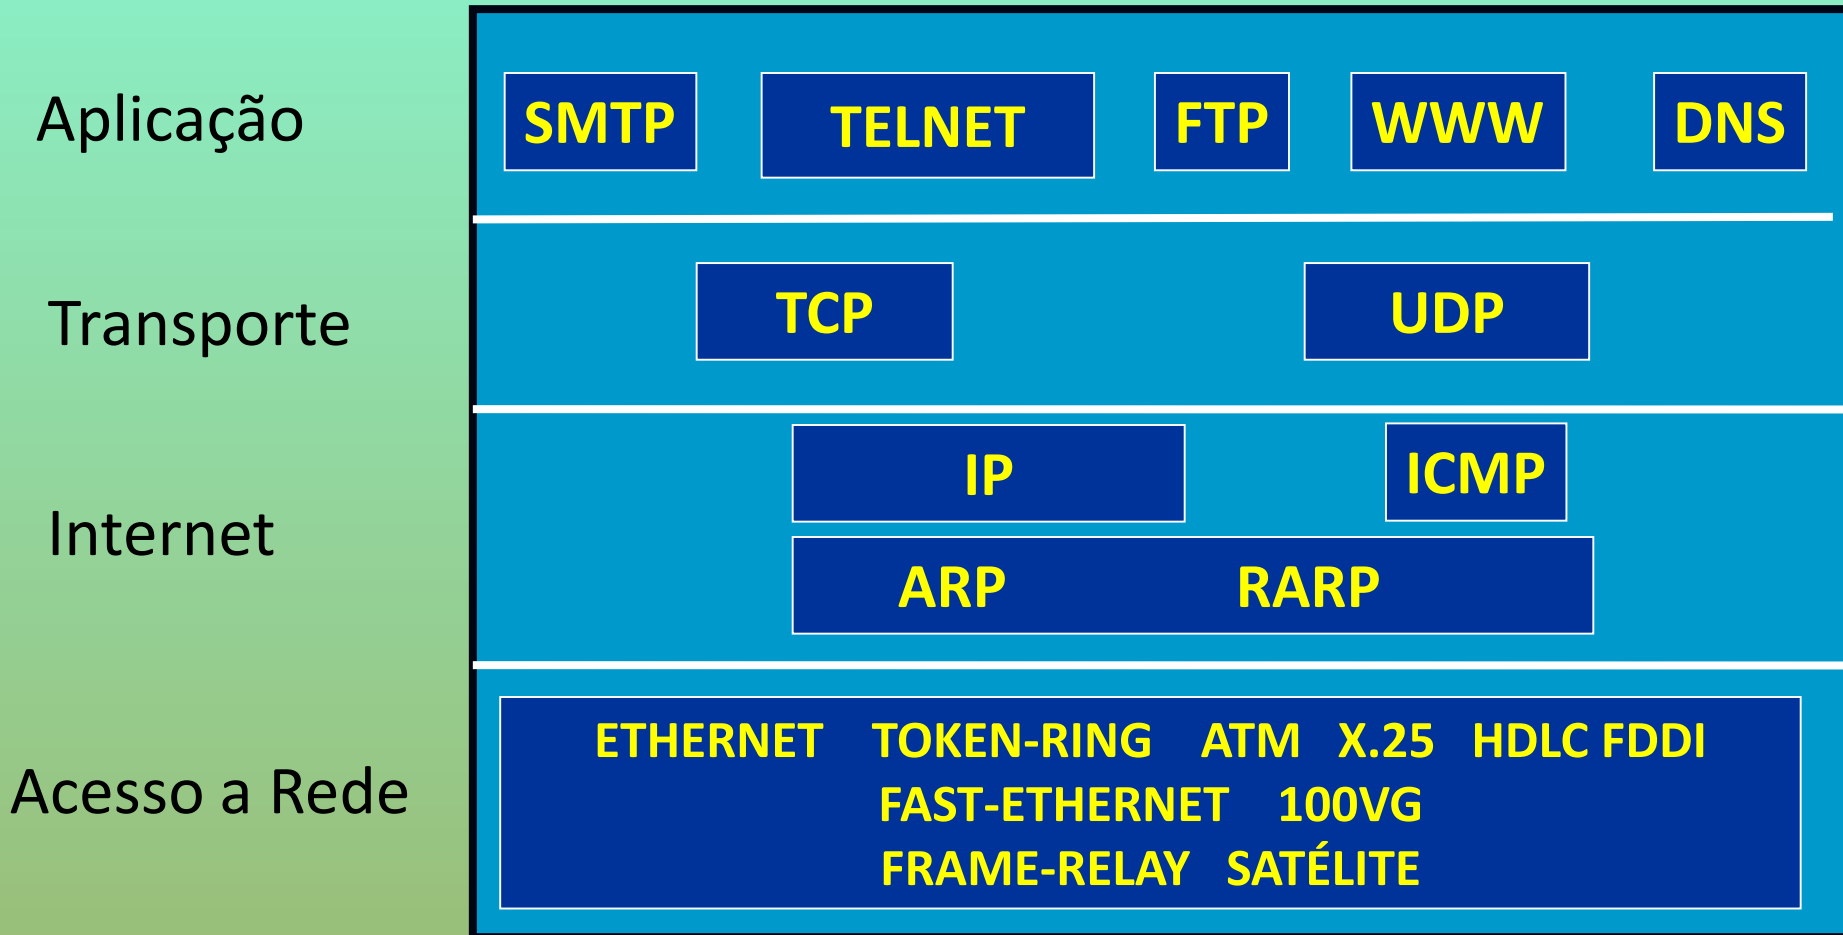 Aplicação
SMTP TELNET FTP WWW DNS
Transporte
TCP UDP
Internet
IP ICMP
ARP RARP
Acesso a Rede
ETHERNET TOKEN-RING ATM X.25 HDLC FDDI
FAST-ETHERNET 100VG
FRAME-RELAY SATÉLITE